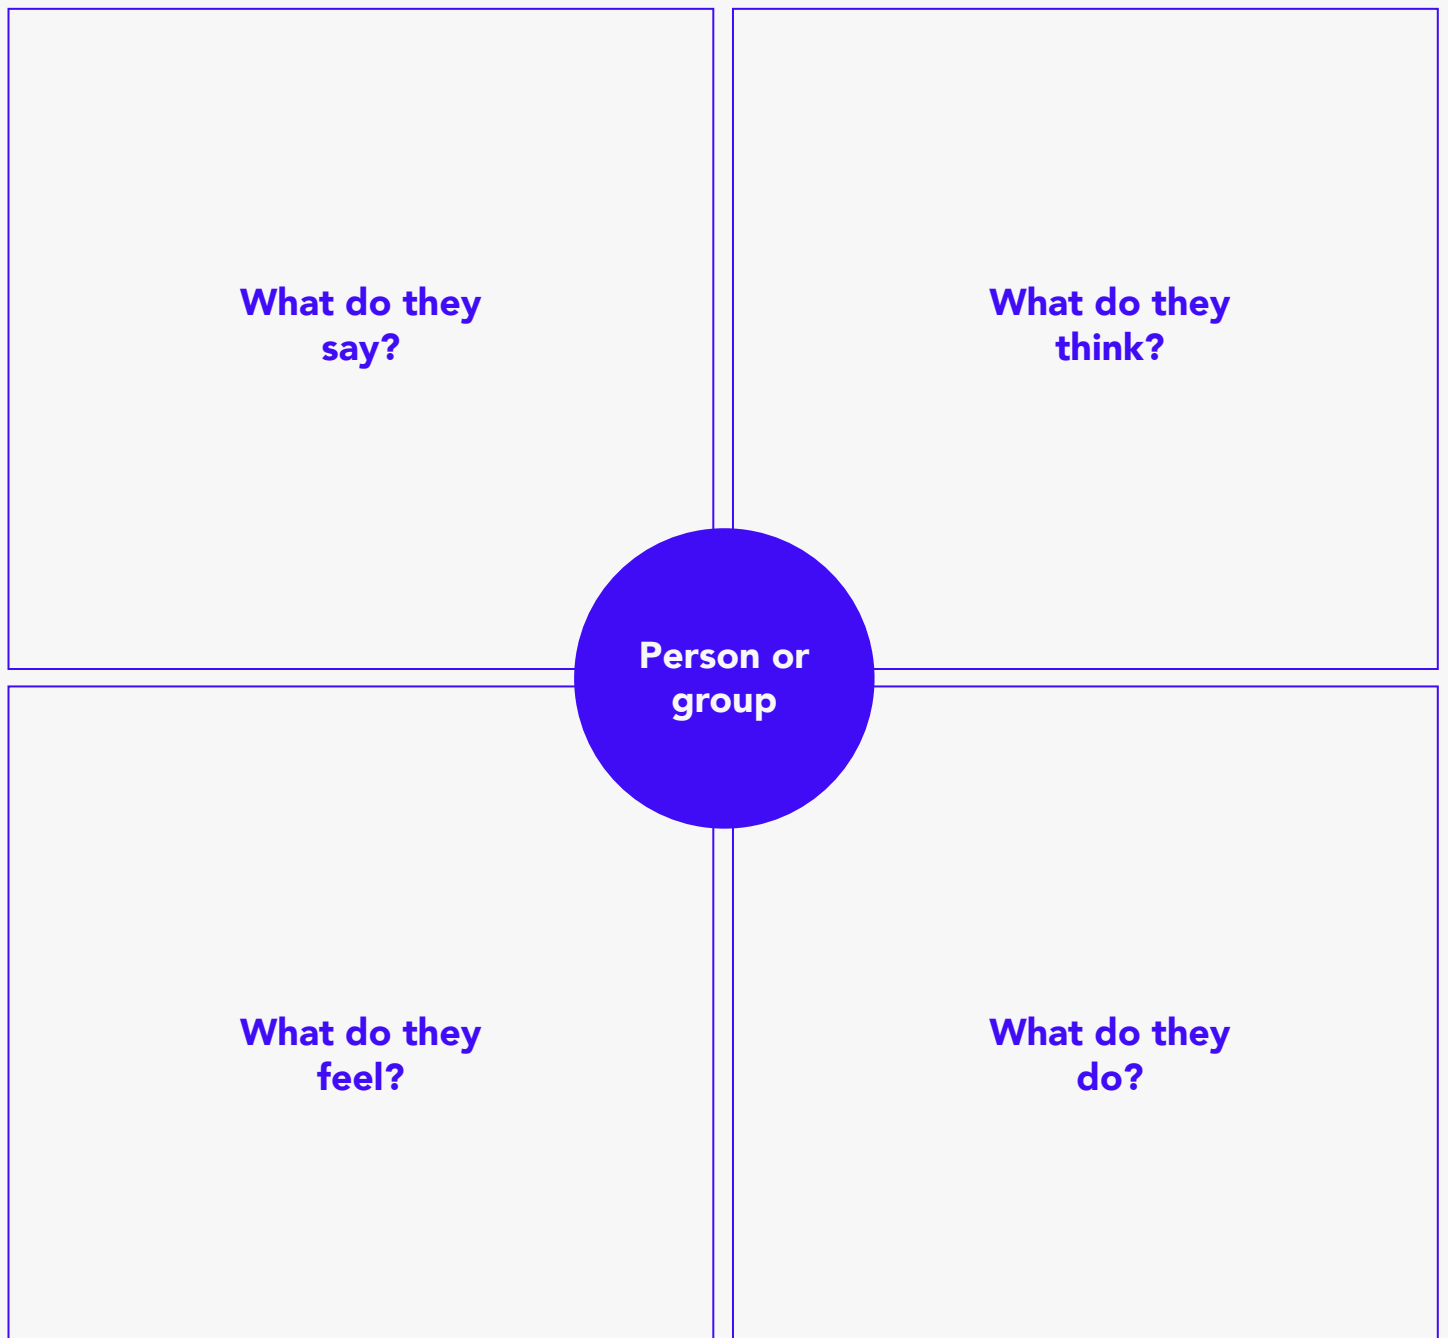 What do they
say?
What do they
think?
Person or
group
What do they
feel?
What do they
do?